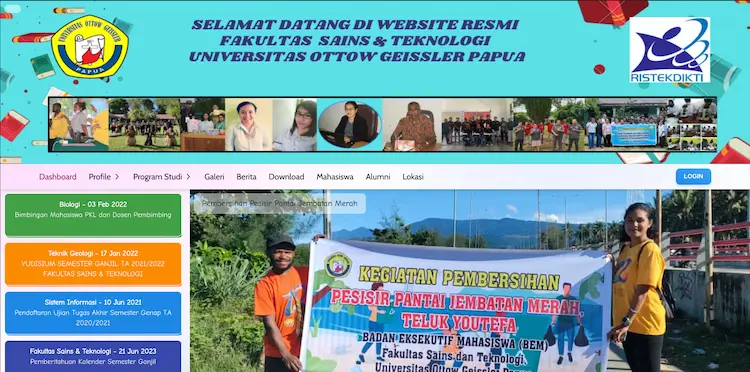 SELAMAT DATANG DI WEBSITE RESMI
FAKULTAS SAINS & TEKNOLOGI
UNIVERSITAS OTTOW GEISSLER PAPUA
UNIVERSITAS OTTOW GEISSLER
PAPUA
RISTEKDIKTI
Dashboard Profile Program Studi Galeri Berita Download Mahasiswa Alumni Lokasi LOGIN
Biologi - 03 Feb 2022
Bimbingan Mahasiswa PKL dan Dosen Pembimbing
Teknik Geologi - 17 Jan 2022
YUDISIUM SEMESTER GANJIL T.A 2021/2022
FAKULTAS SAINS & TEKNOLOGI
Sistem Informasi - 10 Jun 2021
Pendaftaran Ujian Tugas Akhir Semester Genap T.A
2020/2021
Fakultas Sains & Teknologi - 21 Jun 2023
Pemberitahuan Kalender Semester Ganjil
Pembersihan Pesisir Pantai Jembatan Merah
KEGIATAN PEMBERSIHAN
PESISIR PANTAI JEMBATAN MERAH,
TELUK YOUTEFA
BADAN EKSEKUTIF MAHASISWA (BEM)
Fakultas Sains dan Teknologi
Universitas Ottow Geissler Papua